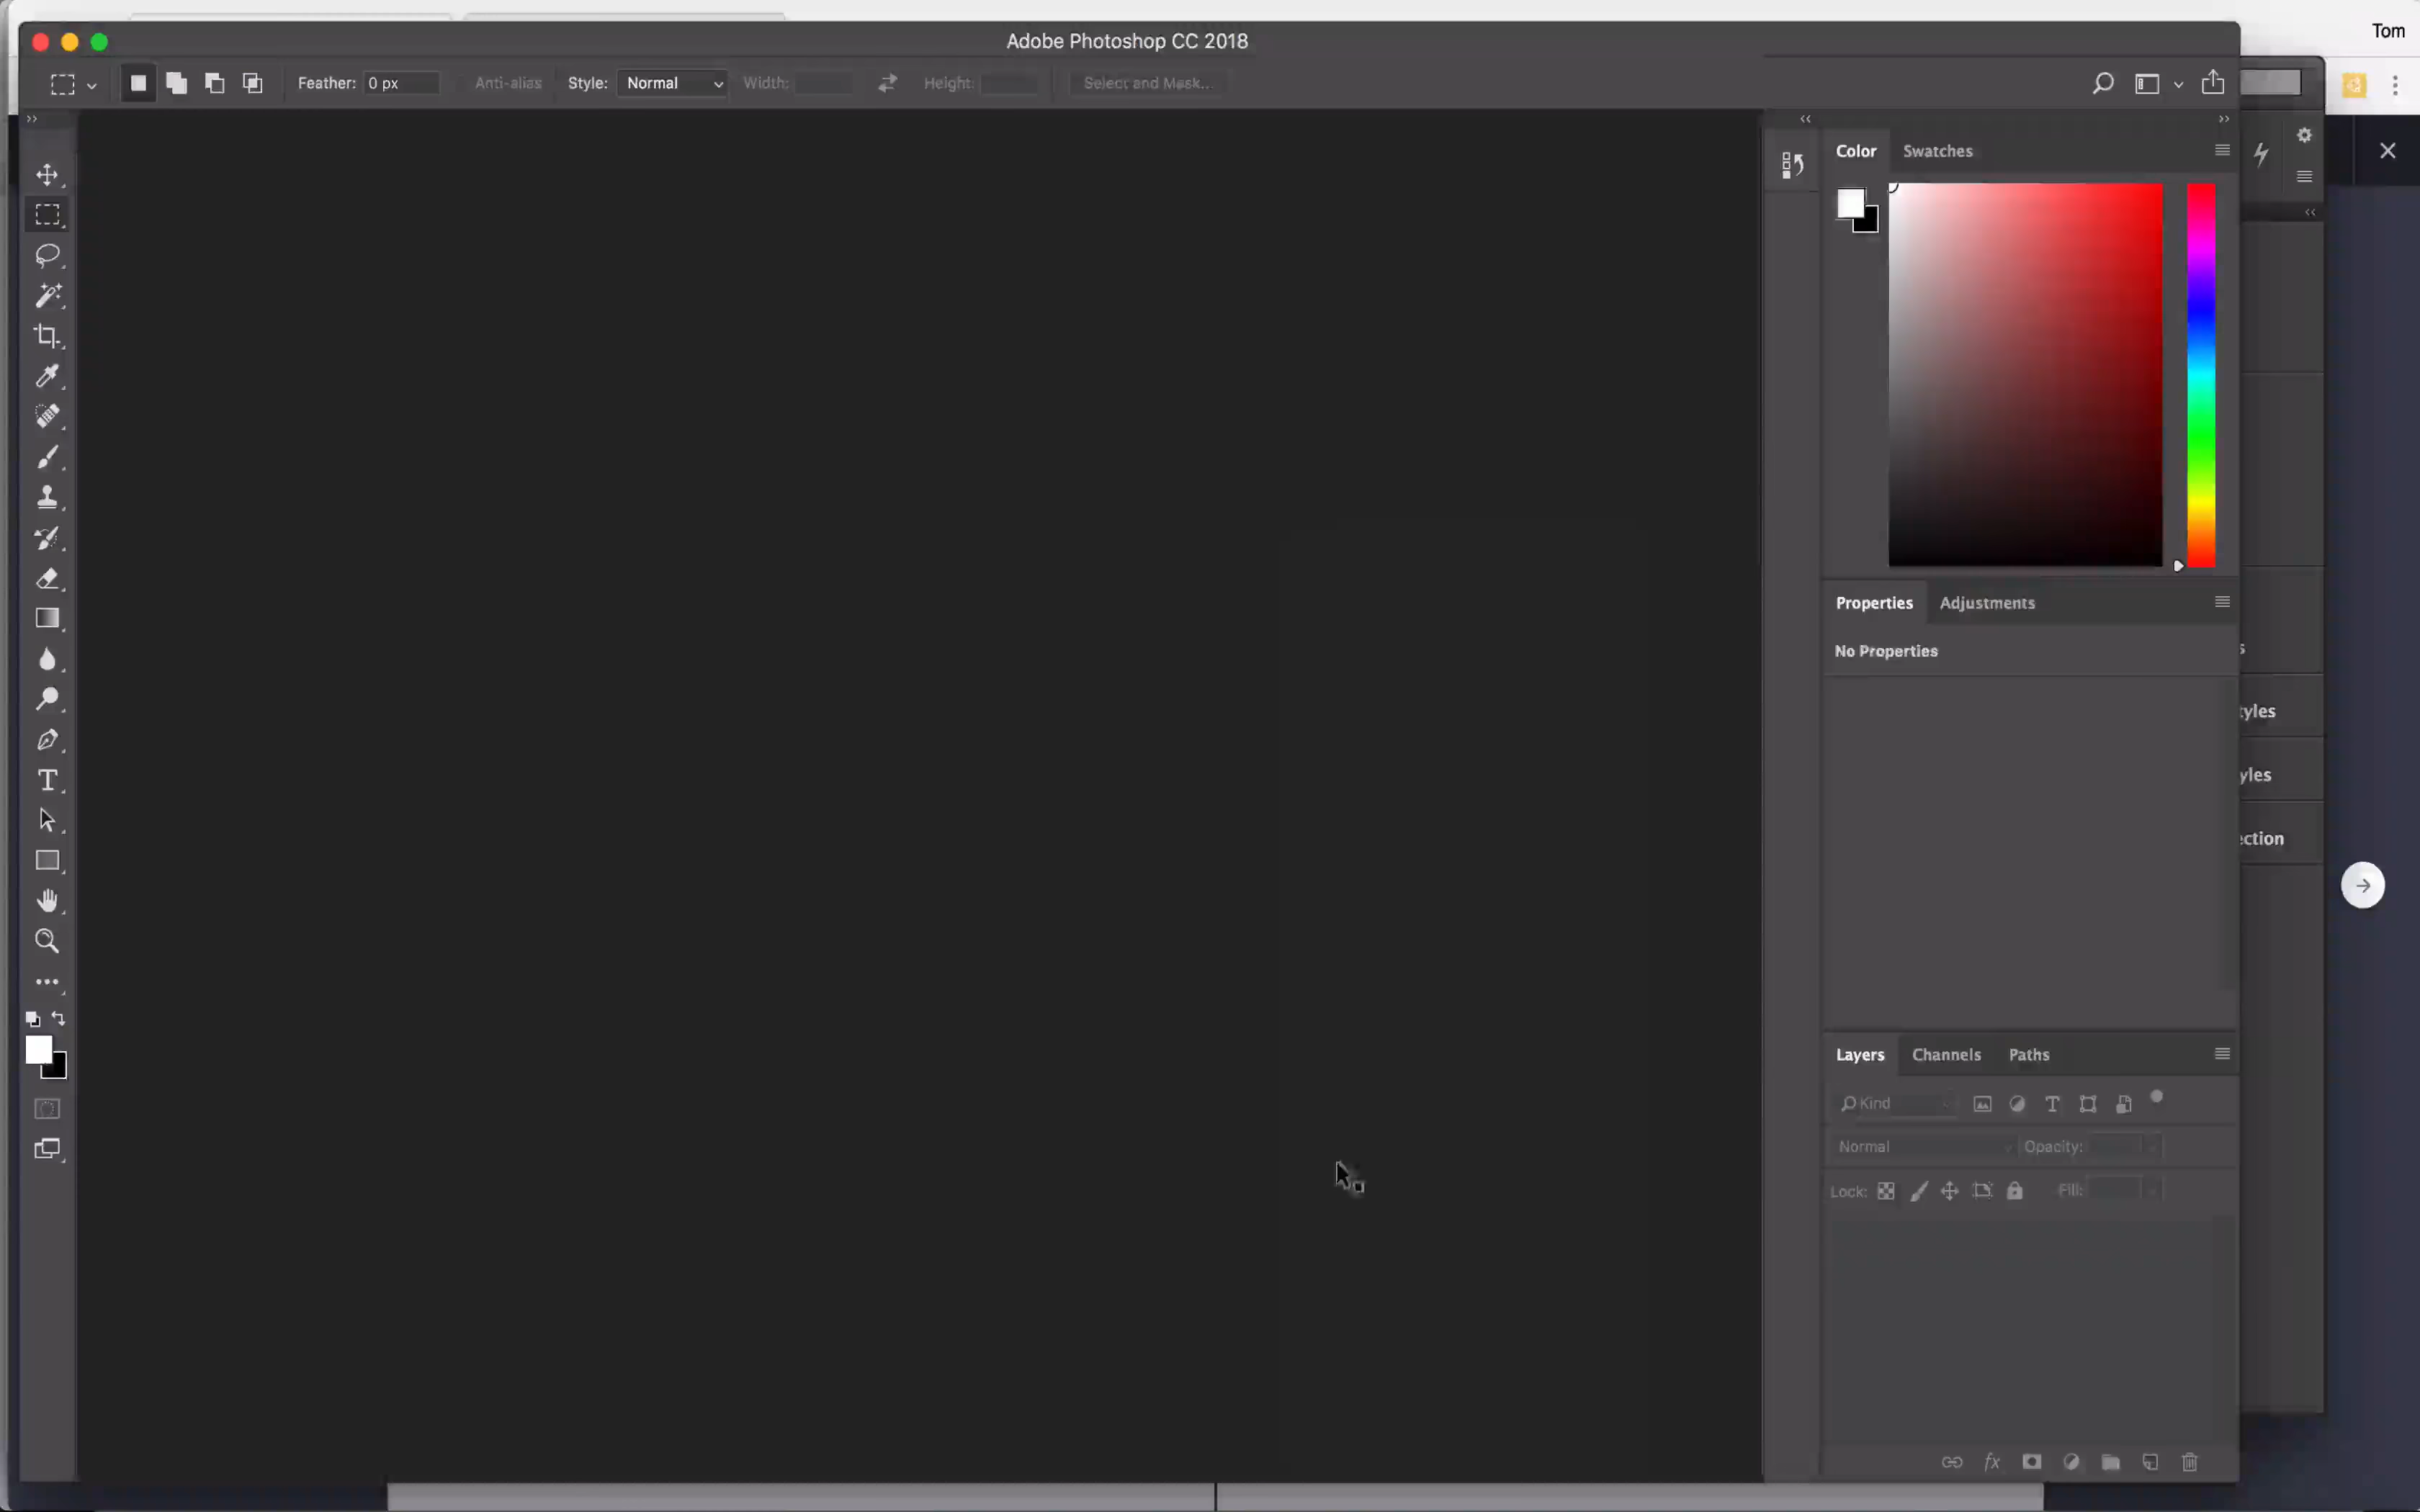 Tom
Adobe Photoshop CC 2018
Feather: 0 px Anti-alias Style: Normal Width: Height: Select and Mask...
Color Swatches
Properties Adjustments
No Properties
s
tyles
yles
ection
Layers Channels Paths
Kind
Normal Opacity:
Lock: Fill:
fx